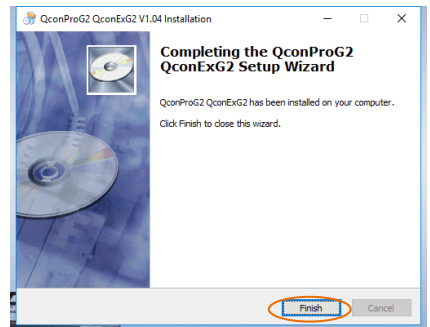 QconProG2 QconExG2 V1.04 Installation
Completing the QconProG2
QconExG2 Setup Wizard
QconProG2 QconExG2 has been installed on your computer.
Click Finish to close this wizard.
Finish
Cancel